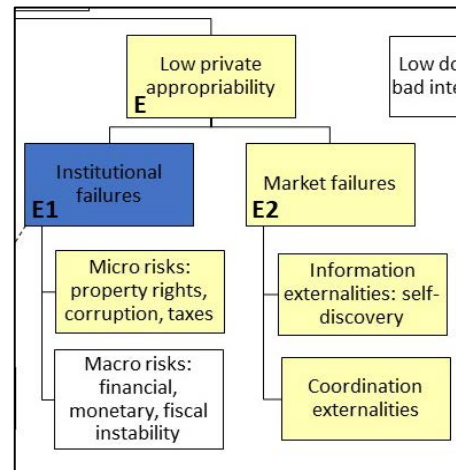 Low private
appropriability
E
Low do
bad inte
Institutional
failures
E1
Market failures
E2
Micro risks:
property rights,
corruption, taxes
Information
externalities: self-
discovery
Macro risks:
financial,
monetary, fiscal
instability
Coordination
externalities